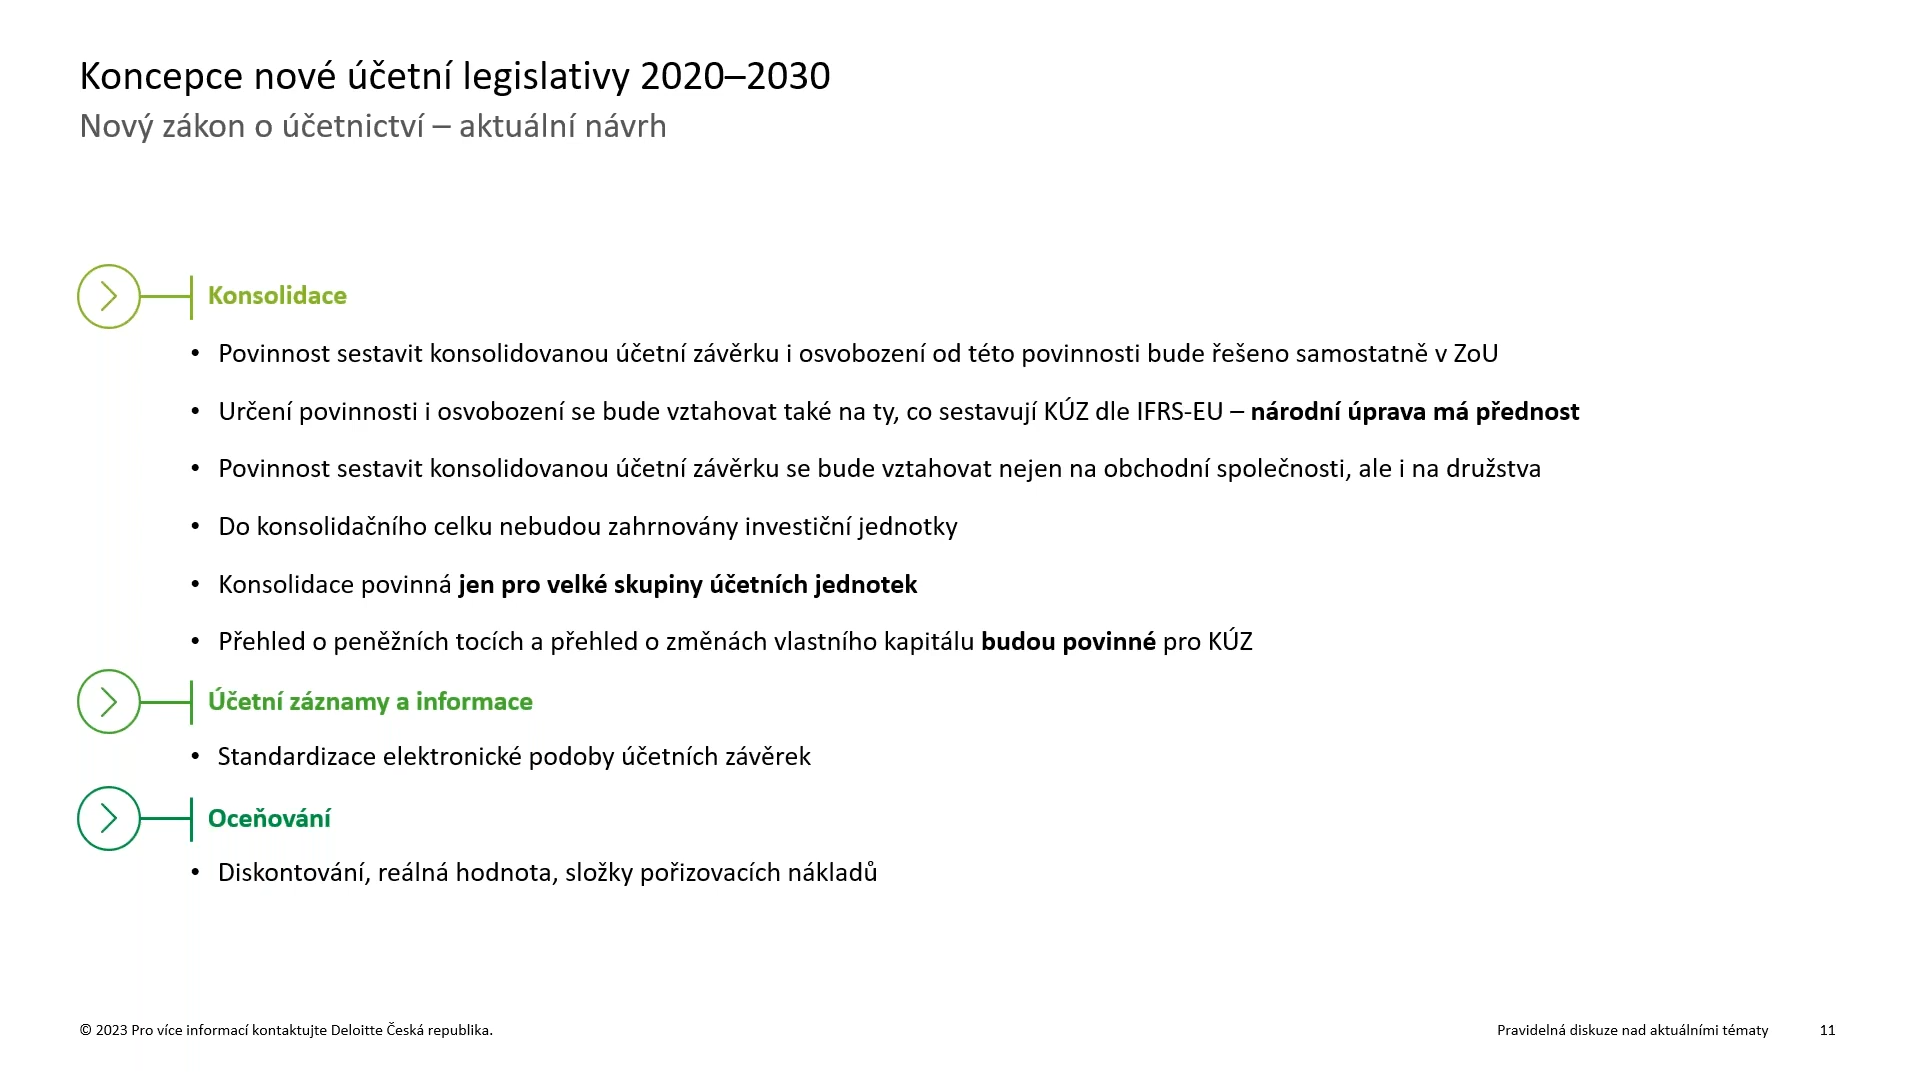 Koncepce nové účetní legislativy 2020–2030
Nový zákon o účetnictví – aktuální návrh
Konsolidace
• Povinnost sestavit konsolidovanou účetní závěrku i osvobození od této povinnosti bude řešeno samostatně v ZoU
• Určení povinnosti i osvobození se bude vztahovat také na ty, co sestavují KÚZ dle IFRS-EU – národní úprava má přednost
• Povinnost sestavit konsolidovanou účetní závěrku se bude vztahovat nejen na obchodní společnosti, ale i na družstva
• Do konsolidačního celku nebudou zahrnovány investiční jednotky
• Konsolidace povinná jen pro velké skupiny účetních jednotek
• Přehled o peněžních tocích a přehled o změnách vlastního kapitálu budou povinné pro KÚZ
Účetní záznamy a informace
• Standardizace elektronické podoby účetních závěrek
Oceňování
• Diskontování, reálná hodnota, složky pořizovacích nákladů
© 2023 Pro více informací kontaktujte Deloitte Česká republika.
Pravidelná diskuze nad aktuálními tématy 11